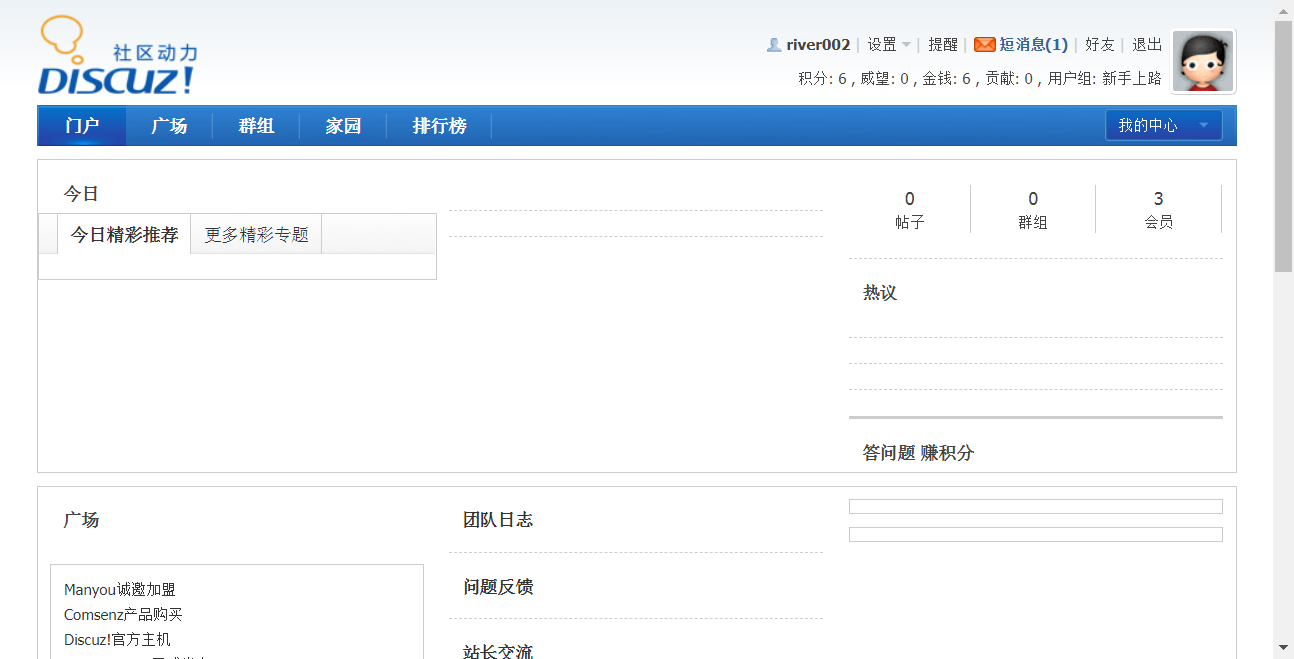 社区动力
DISCUZ!
river002 | 设置 | 提醒 | 短消息(1) | 好友 | 退出
积分: 6 , 威望: 0 , 金钱: 6 , 贡献: 0 , 用户组: 新手上路
门户 广场 群组 家园 排行榜 我的中心
今日
今日精彩推荐 更多精彩专题
0 0 3
帖子 群组 会员
热议
答问题 赚积分
广场
Manyou诚邀加盟
Comsenz产品购买
Discuz!官方主机
团队日志
问题反馈
站长交流